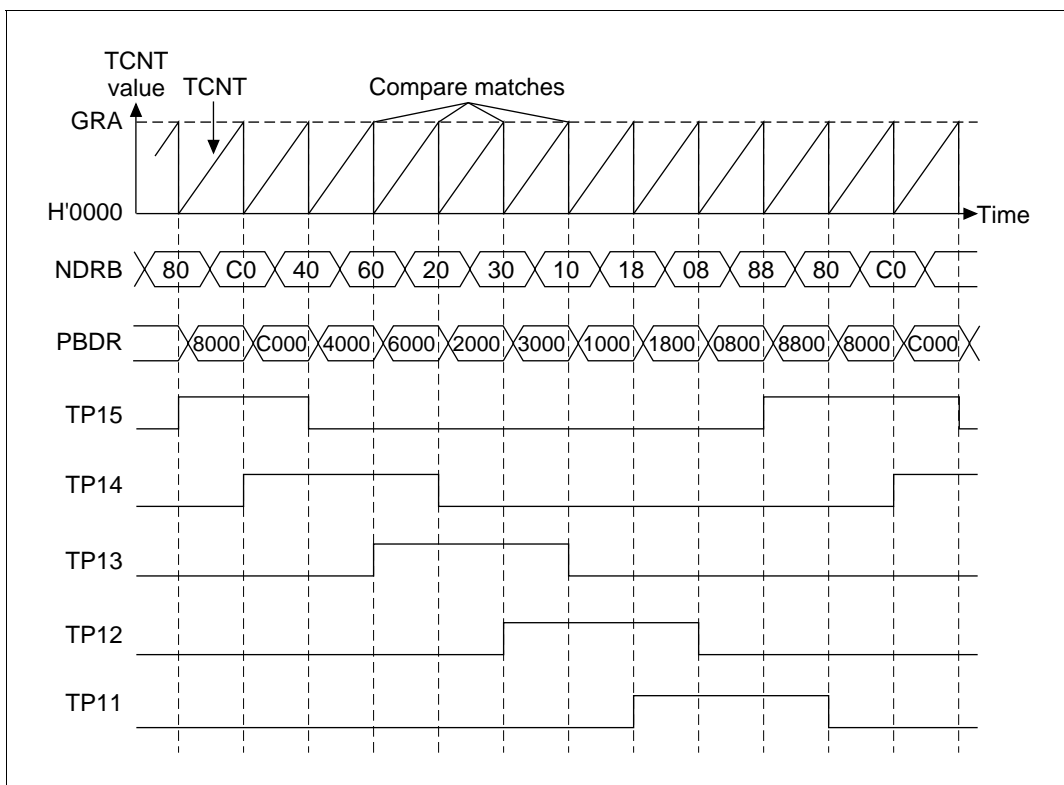 TCNT
value
TCNT
Compare matches
GRA
H'0000
Time
NDRB 80 C0 40 60 20 30 10 18 08 88 80 C0
PBDR 8000 C000 4000 6000 2000 3000 1000 1800 0800 8800 8000 C000
TP15
TP14
TP13
TP12
TP11